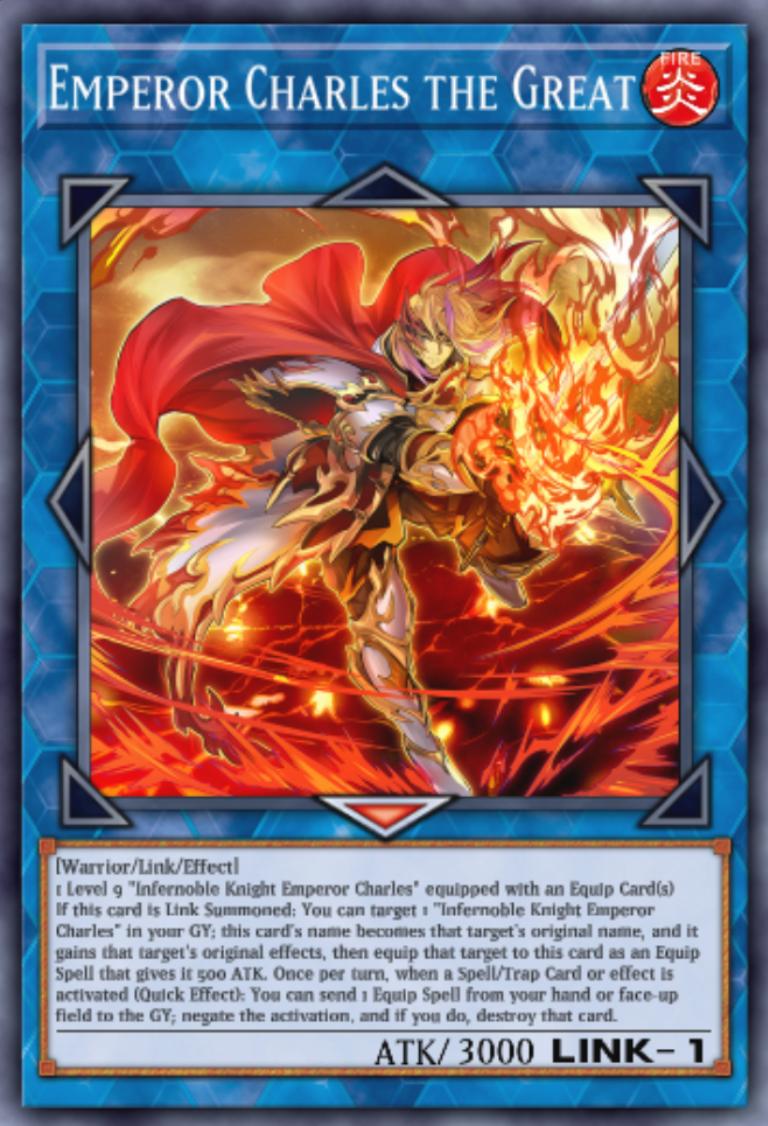 EMPEROR CHARLES THE GREAT
FIRE
炎
[Warrior/Link/Effect]
1 Level 9 "Infernoble Knight Emperor Charles" equipped with an Equip Card(s)
If this card is Link Summoned: You can target 1 "Infernoble Knight Emperor
Charles" in your GY; this card's name becomes that target's original name, and it
gains that target's original effects, then equip that target to this card as an Equip
Spell that gives it 500 ATK. Once per turn, when a Spell/Trap Card or effect is
activated (Quick Effect): You can send 1 Equip Spell from your hand or face-up
field to the GY; negate the activation, and if you do, destroy that card.
ATK/ 3000 LINK- 1